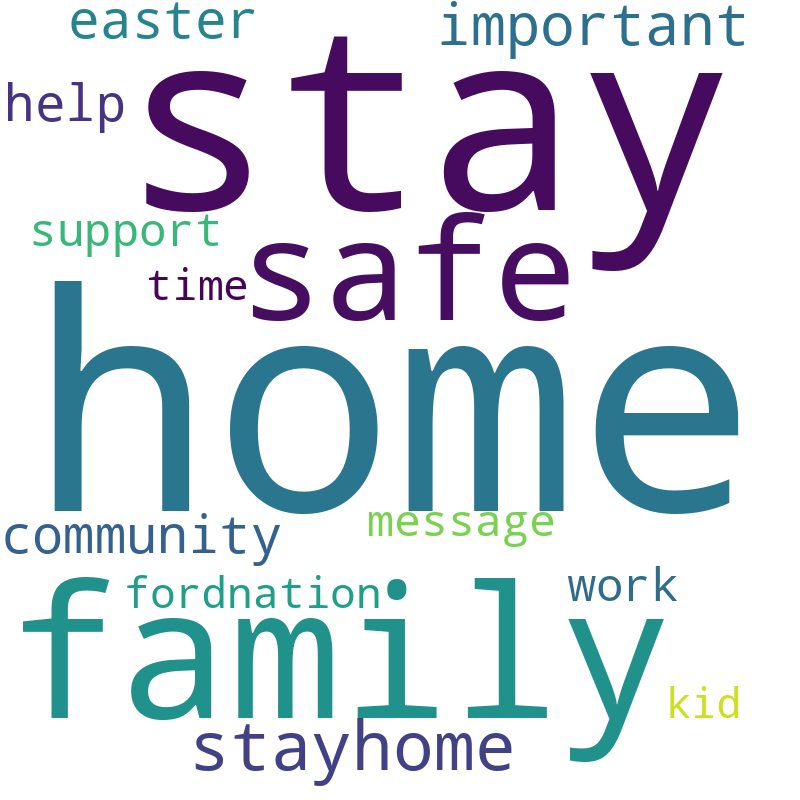 easter
important
help
stay
support
safe
time
home
community
message
fordnation
work
family
kid
stayhome